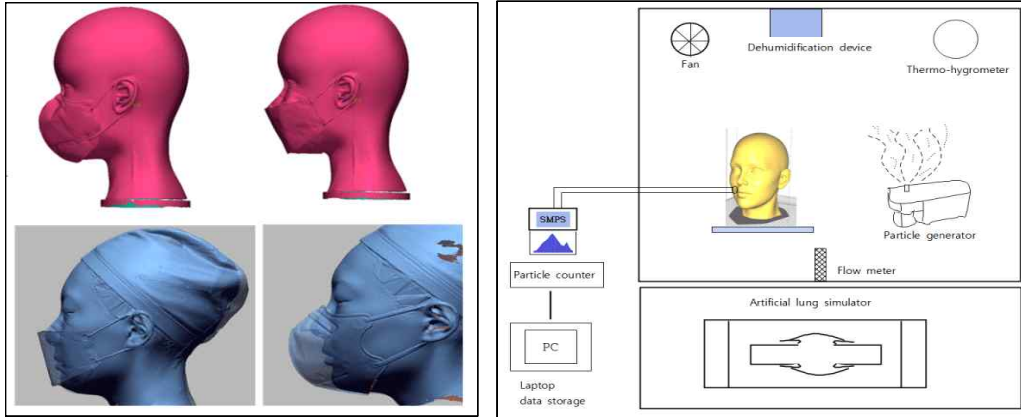 Fan
Dehumidification device
Thermo-hygrometer
SMPS
Particle generator
Particle counter
Flow meter
Artificial lung simulator
PC
Laptop
data storage